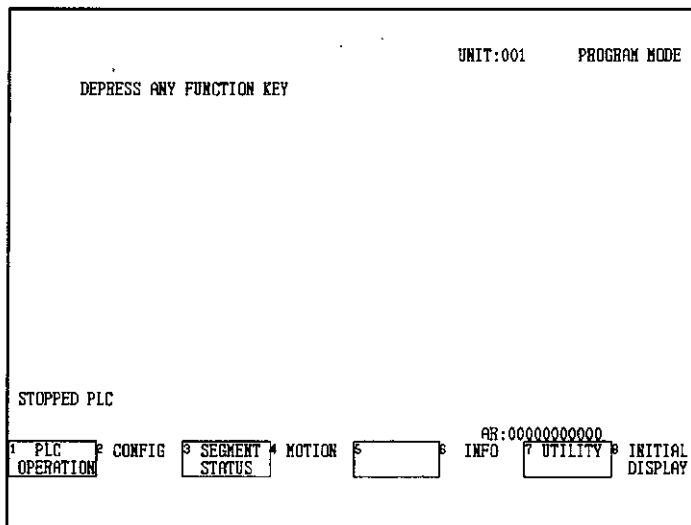 UNIT:001 PROGRAM MODE
DEPRESS ANY FUNCTION KEY
STOPPED PLC
AR:00000000000
1 PLC OPERATION 2 CONFIG 3 SEGMENT STATUS 4 MOTION 5 6 INFO 7 UTILITY 8 INITIAL DISPLAY